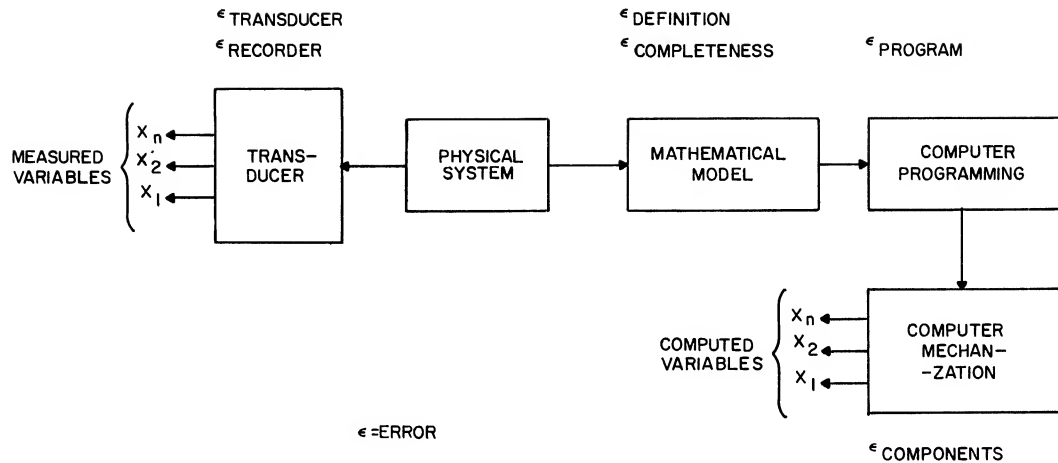 ϵ TRANSDUCER
ϵ RECORDER
ϵ DEFINITION
ϵ COMPLETENESS
ϵ PROGRAM
MEASURED
VARIABLES
Xn
X2
X1
TRANS-
DUCER
PHYSICAL
SYSTEM
MATHEMATICAL
MODEL
COMPUTER
PROGRAMMING
COMPUTED
VARIABLES
Xn
X2
X1
COMPUTER
MECHAN-
-ZATION
ϵ=ERROR
ϵ COMPONENTS